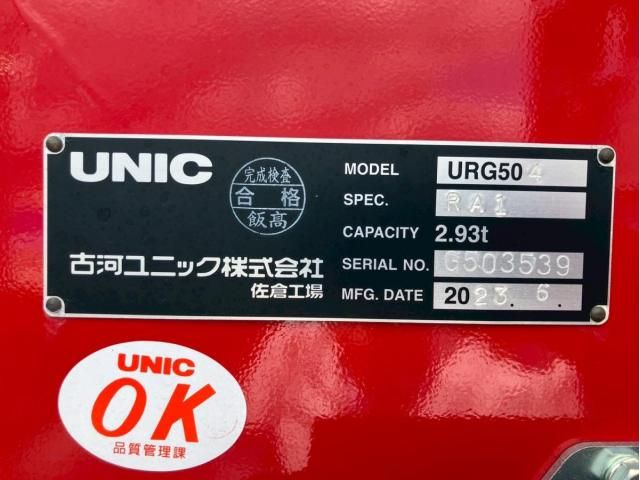 UNIC
完成検査
合格
飯高
古河ユニック株式会社
佐倉工場
MODEL URG504
SPEC. RA1
CAPACITY 2.93t
SERIAL NO. G503539
MFG. DATE 2023. 6.
UNIC
OK
品質管理課